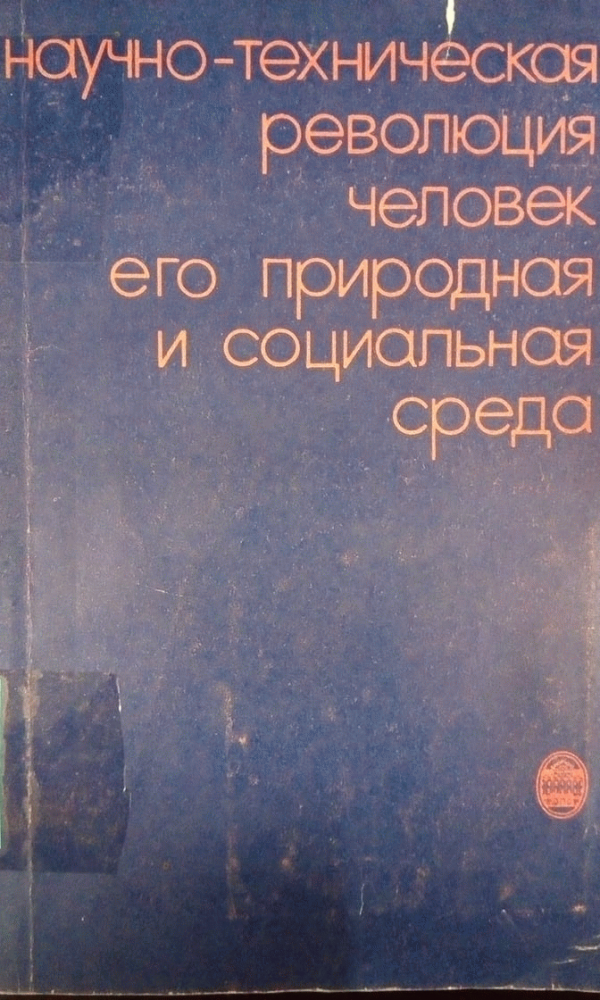 научно-техническая
революция
человек
его природная
и социальная
среда